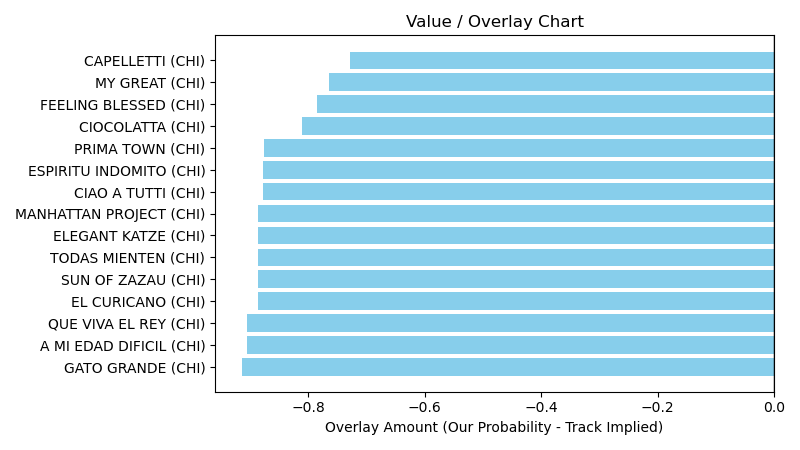 Value / Overlay Chart
CAPELLETTI (CHI)
MY GREAT (CHI)
FEELING BLESSED (CHI)
CIOCOLATTA (CHI)
PRIMA TOWN (CHI)
ESPIRITU INDOMITO (CHI)
CIAO A TUTTI (CHI)
MANHATTAN PROJECT (CHI)
ELEGANT KATZE (CHI)
TODAS MIENTEN (CHI)
SUN OF ZAZAU (CHI)
EL CURICANO (CHI)
QUE VIVA EL REY (CHI)
A MI EDAD DIFICIL (CHI)
GATO GRANDE (CHI)
−0.8 −0.6 −0.4 −0.2 0.0
Overlay Amount (Our Probability - Track Implied)